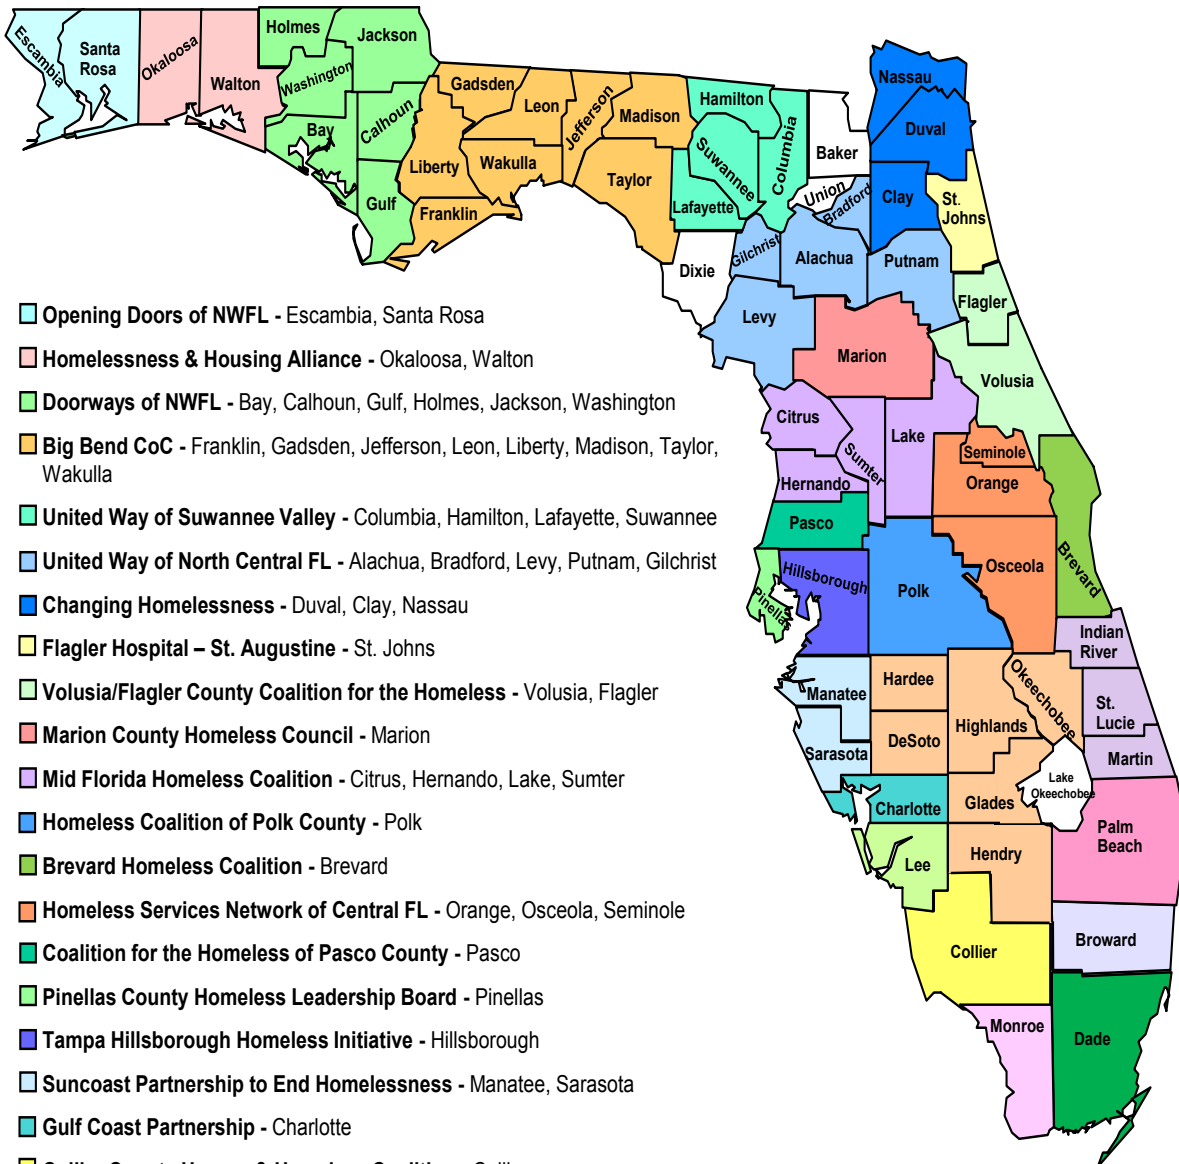 Escambia
Santa
Rosa
Okaloosa
Walton
Holmes
Jackson
Washington
Bay
Calhoun
Gulf
Gadsden
Leon
Jefferson
Madison
Liberty
Wakulla
Franklin
Taylor
Hamilton
Suwannee
Columbia
Lafayette
Baker
Nassau
Duval
Union
Bradford
Clay
St.
Johns
Dixie
Gilchrist
Alachua
Putnam
Levy
Flagler
Marion
Volusia
Citrus
Lake
Sumter
Seminole
Hernando
Orange
Pasco
Brevard
Osceola
Hillsborough
Polk
Pinellas
Indian
River
Manatee
Hardee
Okeechobee
St.
Lucie
Highlands
DeSoto
Sarasota
Martin
Lake
Okeechobee
Glades
Charlotte
Palm
Beach
Lee
Hendry
Broward
Collier
Monroe
Dade
Opening Doors of NWFL - Escambia, Santa Rosa
Homelessness & Housing Alliance - Okaloosa, Walton
Doorways of NWFL - Bay, Calhoun, Gulf, Holmes, Jackson, Washington
Big Bend CoC - Franklin, Gadsden, Jefferson, Leon, Liberty, Madison, Taylor,
Wakulla
United Way of Suwannee Valley - Columbia, Hamilton, Lafayette, Suwannee
United Way of North Central FL - Alachua, Bradford, Levy, Putnam, Gilchrist
Changing Homelessness - Duval, Clay, Nassau
Flagler Hospital – St. Augustine - St. Johns
Volusia/Flagler County Coalition for the Homeless - Volusia, Flagler
Marion County Homeless Council - Marion
Mid Florida Homeless Coalition - Citrus, Hernando, Lake, Sumter
Homeless Coalition of Polk County - Polk
Brevard Homeless Coalition - Brevard
Homeless Services Network of Central FL - Orange, Osceola, Seminole
Coalition for the Homeless of Pasco County - Pasco
Pinellas County Homeless Leadership Board - Pinellas
Tampa Hillsborough Homeless Initiative - Hillsborough
Suncoast Partnership to End Homelessness - Manatee, Sarasota
Gulf Coast Partnership - Charlotte